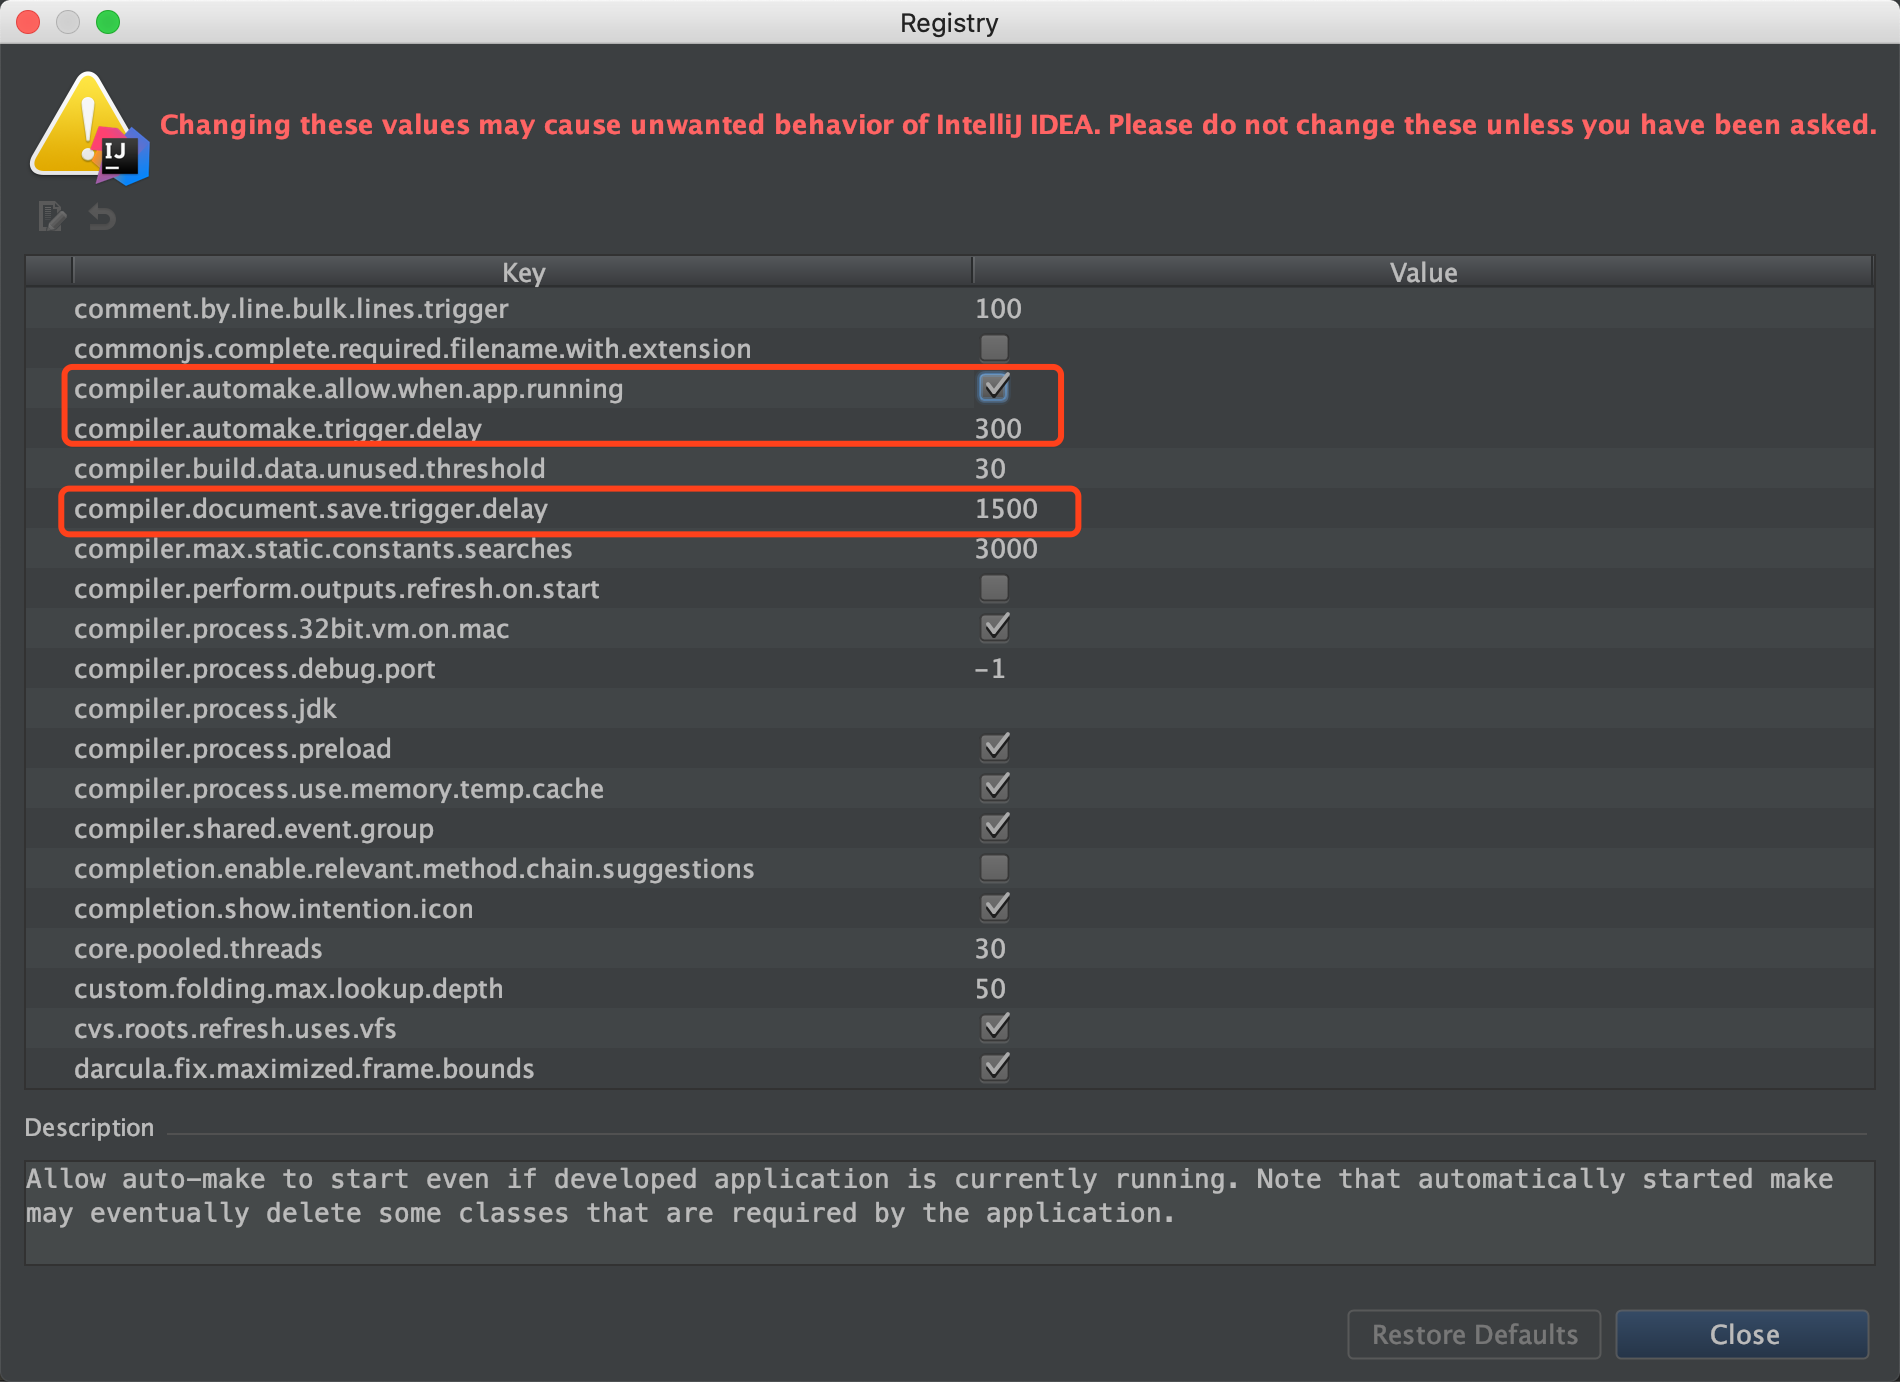 Registry
Changing these values may cause unwanted behavior of IntelliJ IDEA. Please do not change these unless you have been asked.
IJ
Key Value
comment.by.line.bulk.lines.trigger 100
commonjs.complete.required.filename.with.extension
compiler.automake.allow.when.app.running
compiler.automake.trigger.delay 300
compiler.build.data.unused.threshold 30
compiler.document.save.trigger.delay 1500
compiler.max.static.constants.searches 3000
compiler.perform.outputs.refresh.on.start
compiler.process.32bit.vm.on.mac
compiler.process.debug.port -1
compiler.process.jdk
compiler.process.preload
compiler.process.use.memory.temp.cache
compiler.shared.event.group
completion.enable.relevant.method.chain.suggestions
completion.show.intention.icon
core.pooled.threads 30
custom.folding.max.lookup.depth 50
cvs.roots.refresh.uses.vfs
darcula.fix.maximized.frame.bounds
Description
Allow auto-make to start even if developed application is currently running. Note that automatically started make
may eventually delete some classes that are required by the application.
Restore Defaults Close